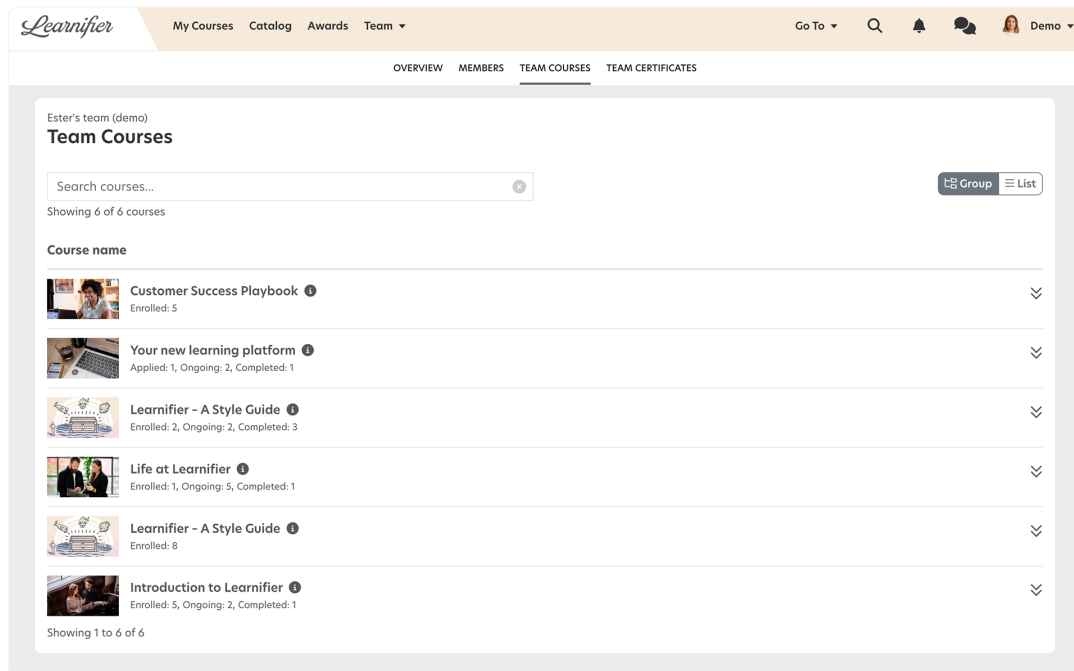 Learnifier
My Courses Catalog Awards Team Go To Demo
OVERVIEW MEMBERS TEAM COURSES TEAM CERTIFICATES
Ester's team (demo)
Team Courses
Search courses...
Group List
Showing 6 of 6 courses
Course name
Customer Success Playbook
Enrolled: 5
Your new learning platform
Applied: 1, Ongoing: 2, Completed: 1
Learnifier - A Style Guide
Enrolled: 2, Ongoing: 2, Completed: 3
Life at Learnifier
Enrolled: 1, Ongoing: 5, Completed: 1
Learnifier - A Style Guide
Enrolled: 8
Introduction to Learnifier
Enrolled: 5, Ongoing: 2, Completed: 1
Showing 1 to 6 of 6